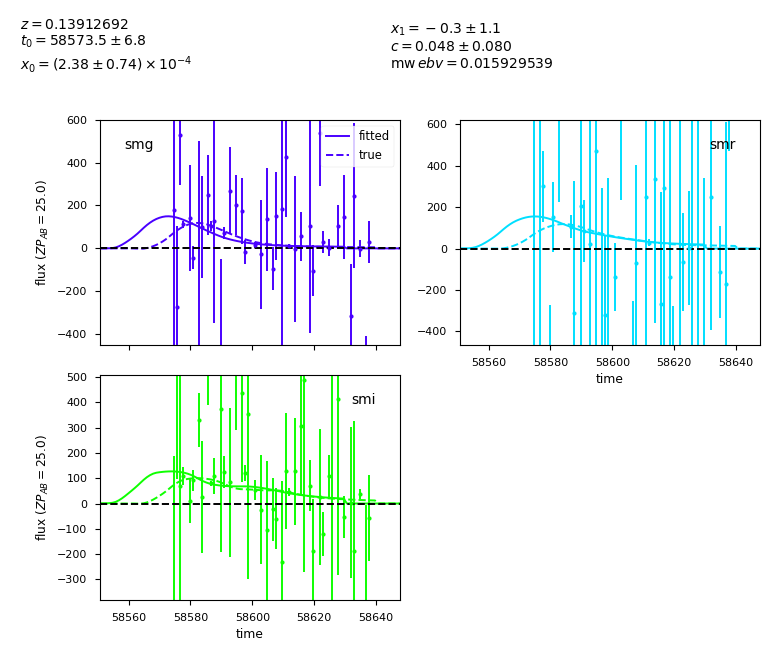 z = 0.13912692
t₀ = 58573.5 ± 6.8
x₀ = (2.38 ± 0.74) × 10⁻⁴
x₁ = −0.3 ± 1.1
c = 0.048 ± 0.080
mw ebv = 0.015929539
smg
fitted
true
600
400
200
0
−200
−400
flux (ZP_AB = 25.0)
smr
600
400
200
0
−200
−400
58560 58580 58600 58620 58640
time
smi
500
400
300
200
100
0
−100
−200
−300
flux (ZP_AB = 25.0)
58560 58580 58600 58620 58640
time